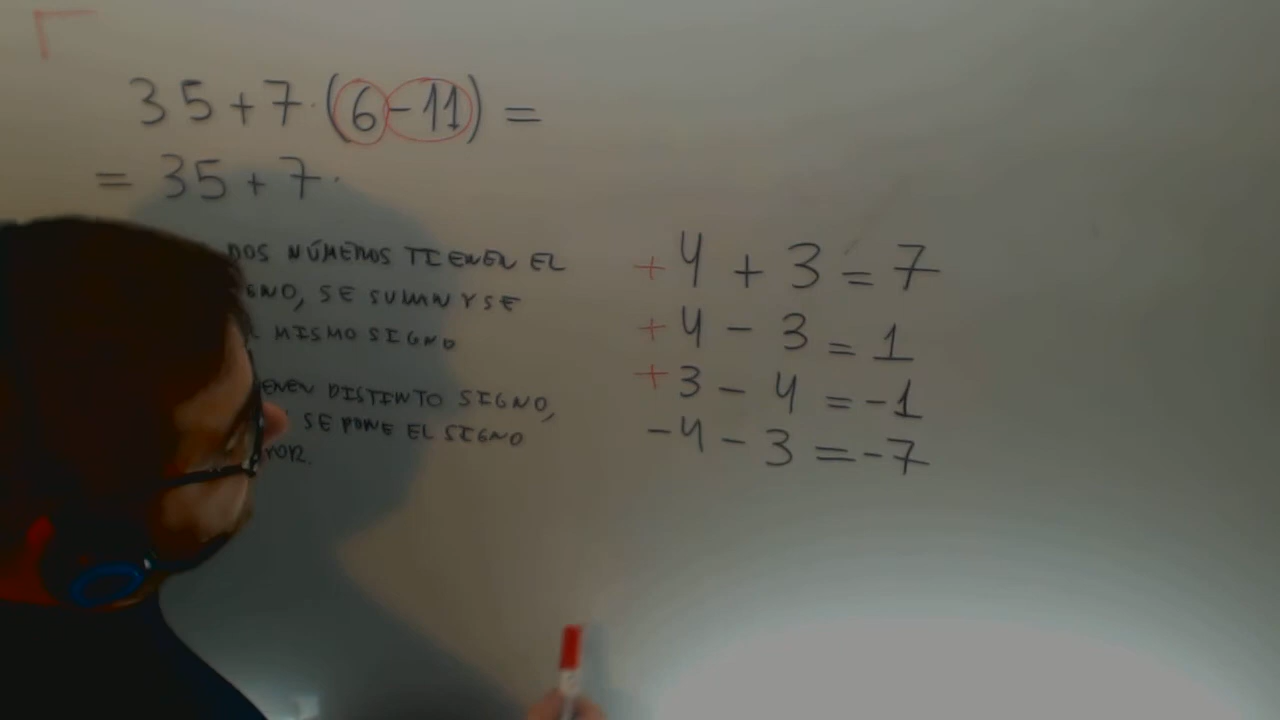 35+7·(6-11)=
=35+7·
DOS NÚMEROS TIENEN EL
, SE SUMAN Y SE
MISMO SIGNO
DISTINTO SIGNO,
SE PONE EL SIGNO
+4+3=7
+4-3=1
+3-4=-1
-4-3=-7